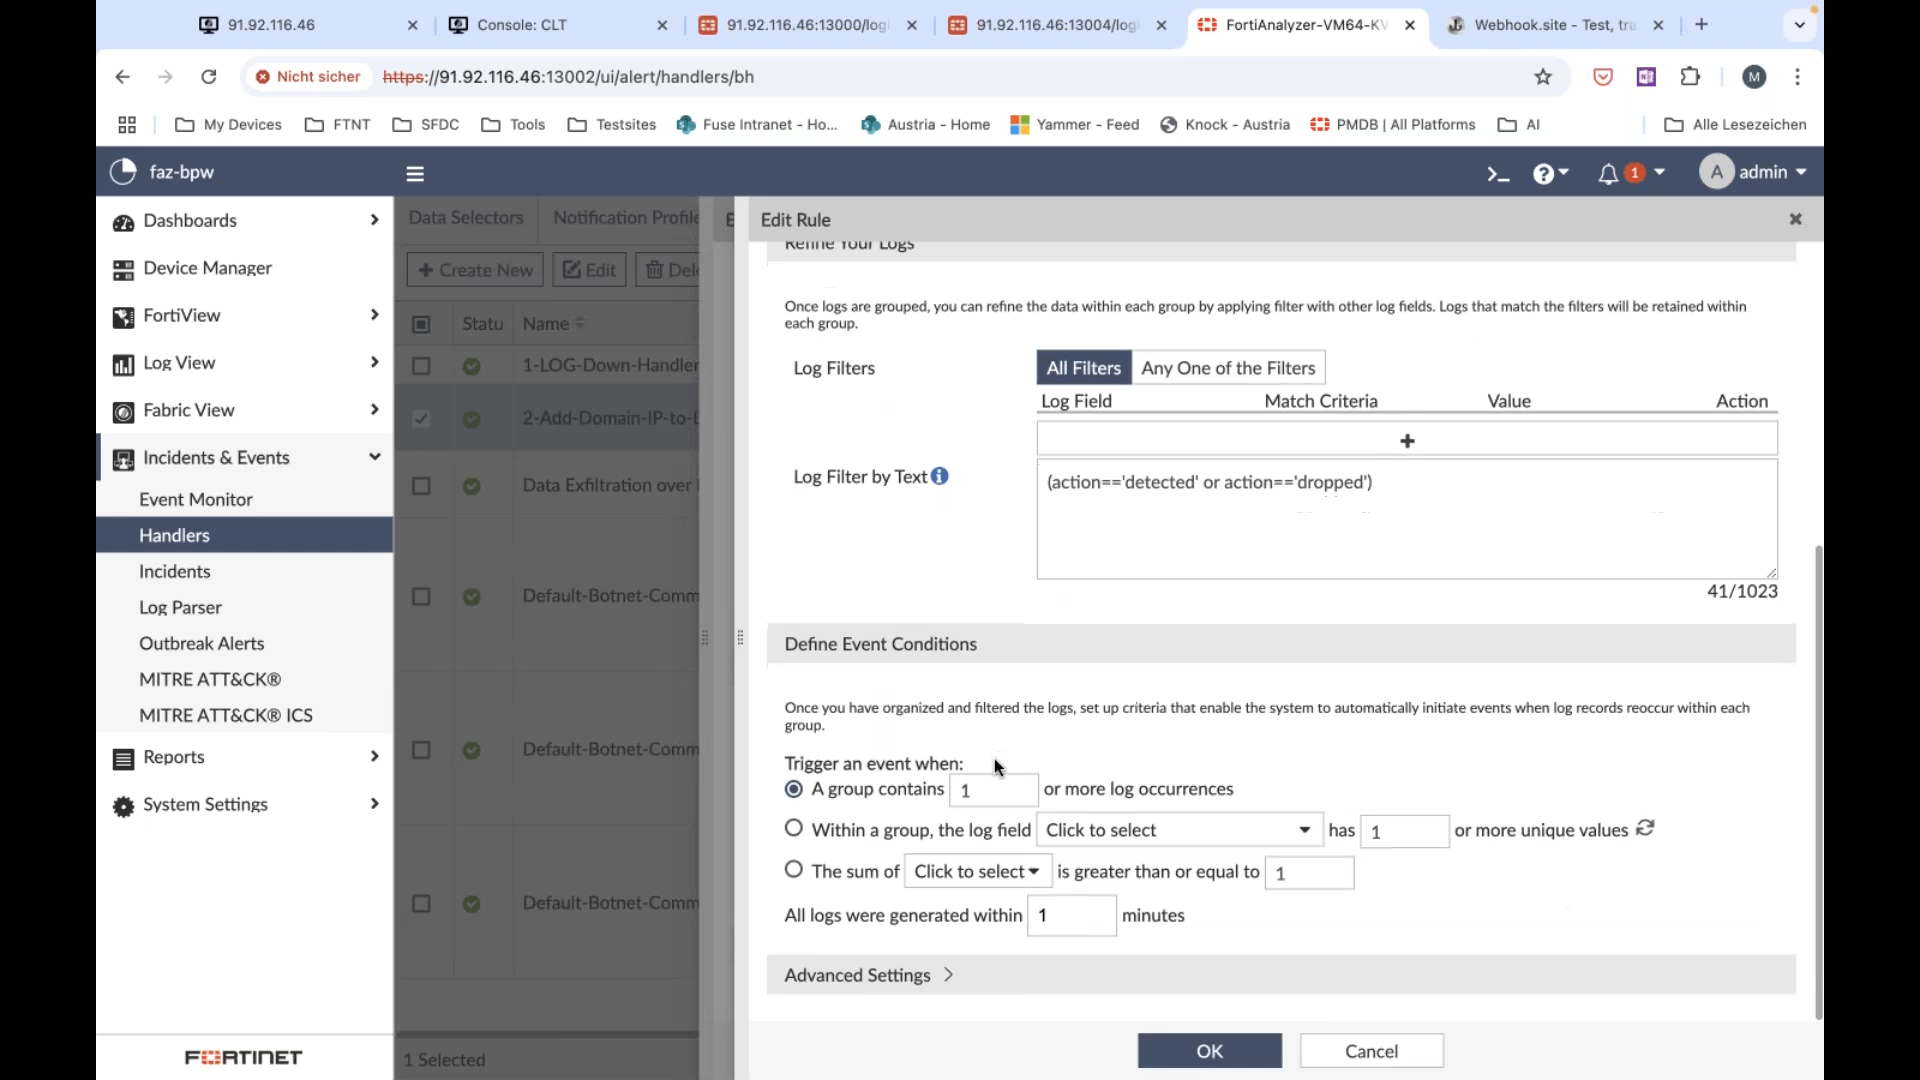 91.92.116.46
Console: CLT
91.92.116.46:13000/logi
91.92.116.46:13004/logi
FortiAnalyzer-VM64-KV
Webhook.site - Test, tra
Nicht sicher
https://91.92.116.46:13002/ui/alert/handlers/bh
M
My Devices
FTNT
SFDC
Tools
Testsites
Fuse Intranet - Ho...
Austria - Home
Yammer - Feed
Knock - Austria
PMDB | All Platforms
AI
Alle Lesezeichen
faz-bpw
1
A
admin
Dashboards
Device Manager
FortiView
Log View
Fabric View
Incidents & Events
Event Monitor
Handlers
Incidents
Log Parser
Outbreak Alerts
MITRE ATT&CK®
MITRE ATT&CK® ICS
Reports
System Settings
FORTINET
Data Selectors
Notification Profile
+ Create New
Edit
Dele
Statu
Name
1-LOG-Down-Handler
2-Add-Domain-IP-to-
Data Exfiltration over
Default-Botnet-Comm
Default-Botnet-Comm
Default-Botnet-Comm
1 Selected
E
Edit Rule
Refine Your Logs
Once logs are grouped, you can refine the data within each group by applying filter with other log fields. Logs that match the filters will be retained within
each group.
Log Filters
All Filters
Any One of the Filters
Log Field
Match Criteria
Value
Action
+
Log Filter by Text
(action=='detected' or action=='dropped')
41/1023
Define Event Conditions
Once you have organized and filtered the logs, set up criteria that enable the system to automatically initiate events when log records reoccur within each
group.
Trigger an event when:
A group contains 1 or more log occurrences
Within a group, the log field Click to select has 1 or more unique values
The sum of Click to select is greater than or equal to 1
All logs were generated within 1 minutes
Advanced Settings >
OK
Cancel